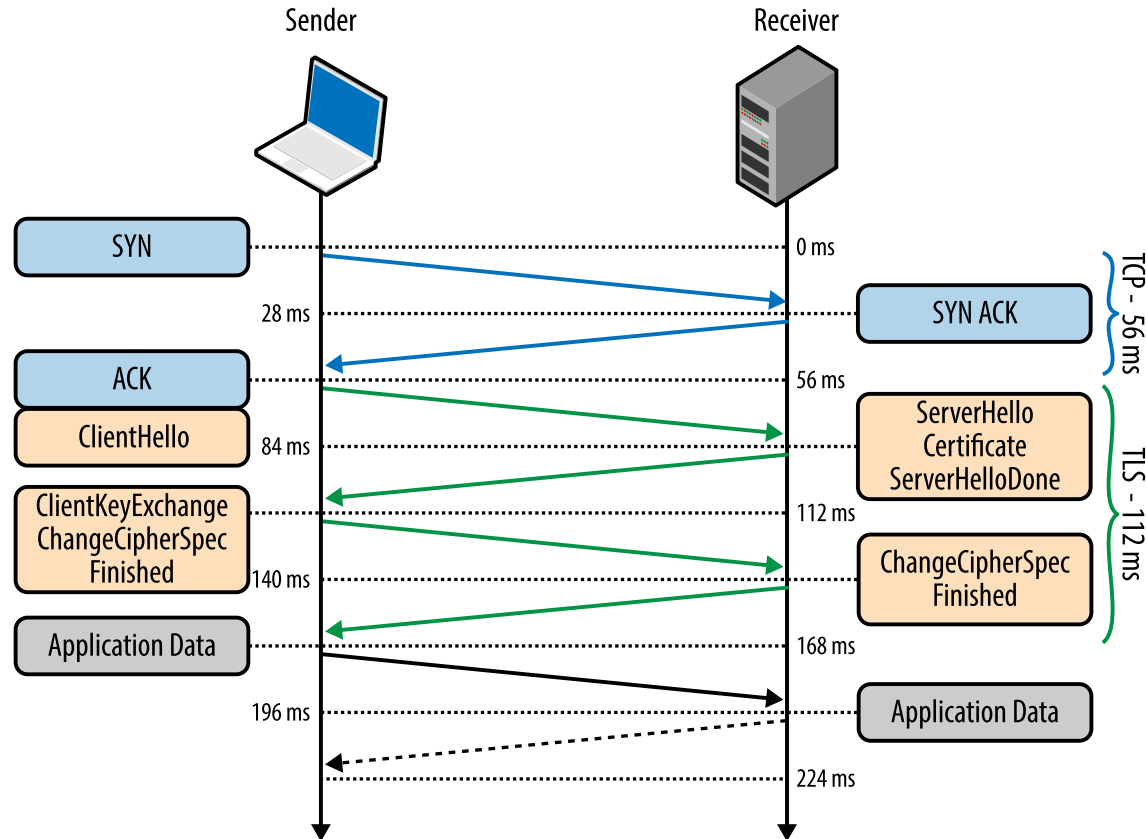 Sender
Receiver
SYN
0 ms
28 ms
SYN ACK
TCP - 56 ms
ACK
56 ms
ClientHello
84 ms
ServerHello
Certificate
ServerHelloDone
TLS - 112 ms
ClientKeyExchange
ChangeCipherSpec
Finished
112 ms
140 ms
ChangeCipherSpec
Finished
Application Data
168 ms
196 ms
Application Data
224 ms